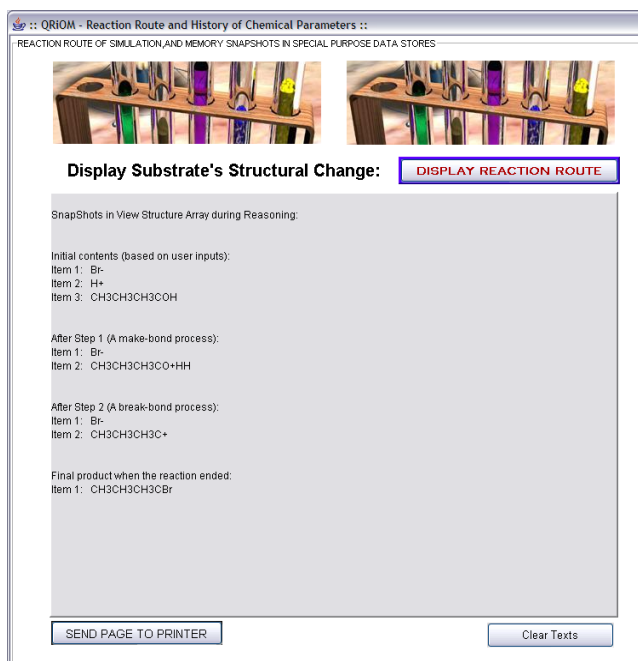 :: QRiOM - Reaction Route and History of Chemical Parameters ::
REACTION ROUTE OF SIMULATION,AND MEMORY SNAPSHOTS IN SPECIAL PURPOSE DATA STORES
Display Substrate's Structural Change:
DISPLAY REACTION ROUTE
SnapShots in View Structure Array during Reasoning:
Initial contents (based on user inputs):
Item 1: Br-
Item 2: H+
Item 3: CH3CH3CH3COH
After Step 1 (A make-bond process):
Item 1: Br-
Item 2: CH3CH3CH3CO+HH
After Step 2 (A break-bond process):
Item 1: Br-
Item 2: CH3CH3CH3C+
Final product when the reaction ended:
Item 1: CH3CH3CH3CBr
SEND PAGE TO PRINTER
Clear Texts